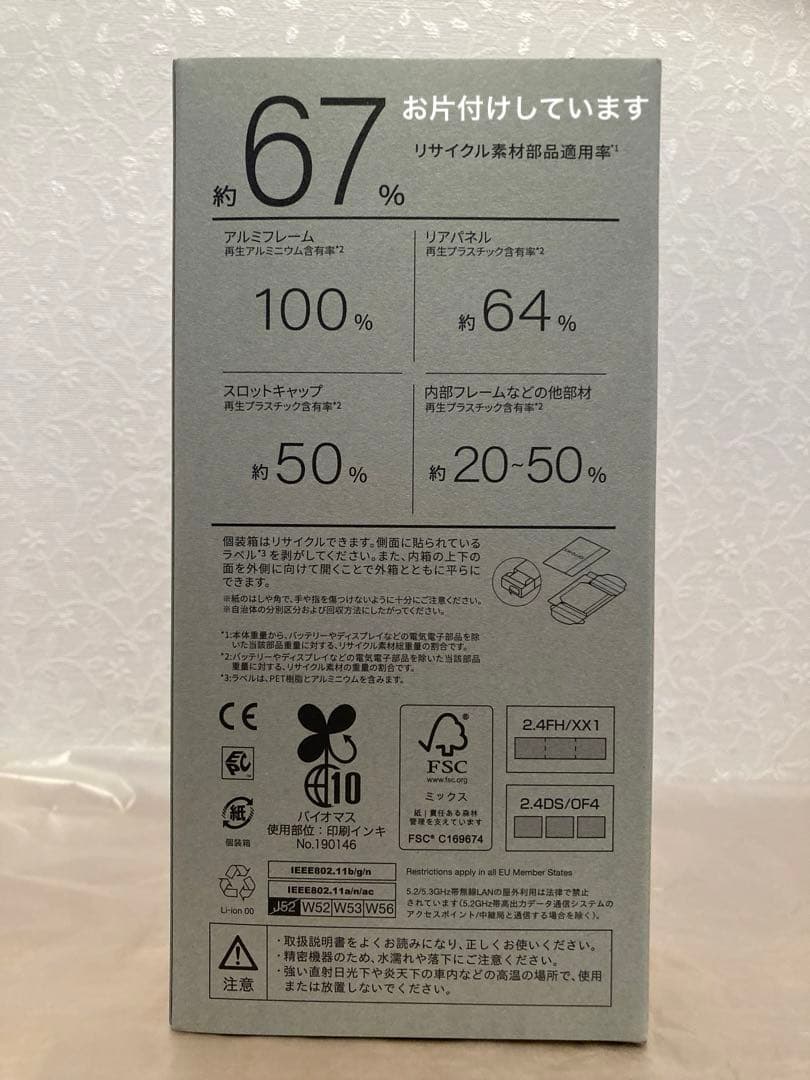 お片付けしています
約67%
リサイクル素材部品適用率*1
アルミフレーム
再生アルミニウム含有率*2
100%
リアパネル
再生プラスチック含有率*2
約64%
スロットキャップ
再生プラスチック含有率*2
約50%
内部フレームなどの他部材
再生プラスチック含有率*2
約20~50%
個装箱はリサイクルできます。側面に貼られている
ラベル*3を剥がしてください。また、内箱の上下の
面を外側に向けて開くことで外箱とともに平らに
できます。
※紙のはしや角で、手や指を傷つけないように十分にご注意ください。
※自治体の分別区分および回収方法にしたがってください。
*1:本体重量から、バッテリーやディスプレイなどの電気電子部品を除
いた当該部品重量に対する、リサイクル素材総重量の割合です。
*2:バッテリーやディスプレイなどの電気電子部品を除いた当該部品
重量に対する、リサイクル素材の重量の割合です。
*3:ラベルは、PET樹脂とアルミニウムを含みます。
CE
紙
個装箱
10
バイオマス
使用部位:印刷インキ
No.190146
FSC
www.fsc.org
ミックス
紙|責任ある森林
管理を支えています
FSC® C169674
2.4FH/XX1
2.4DS/OF4
Li-ion 00
IEEE802.11b/g/n
IEEE802.11a/n/ac
J52 W52 W53 W56
Restrictions apply in all EU Member States
5.2/5.3GHz帯無線LANの屋外利用は法律で禁止
されています(5.2GHz帯高出力データ通信システムの
アクセスポイント/中継局と通信する場合を除く)。
注意
・取扱説明書をよくお読みになり、正しくお使いください。
・精密機器のため、水濡れや落下にご注意ください。
・強い直射日光下や炎天下の車内などの高温の場所で、使用
または放置しないでください。